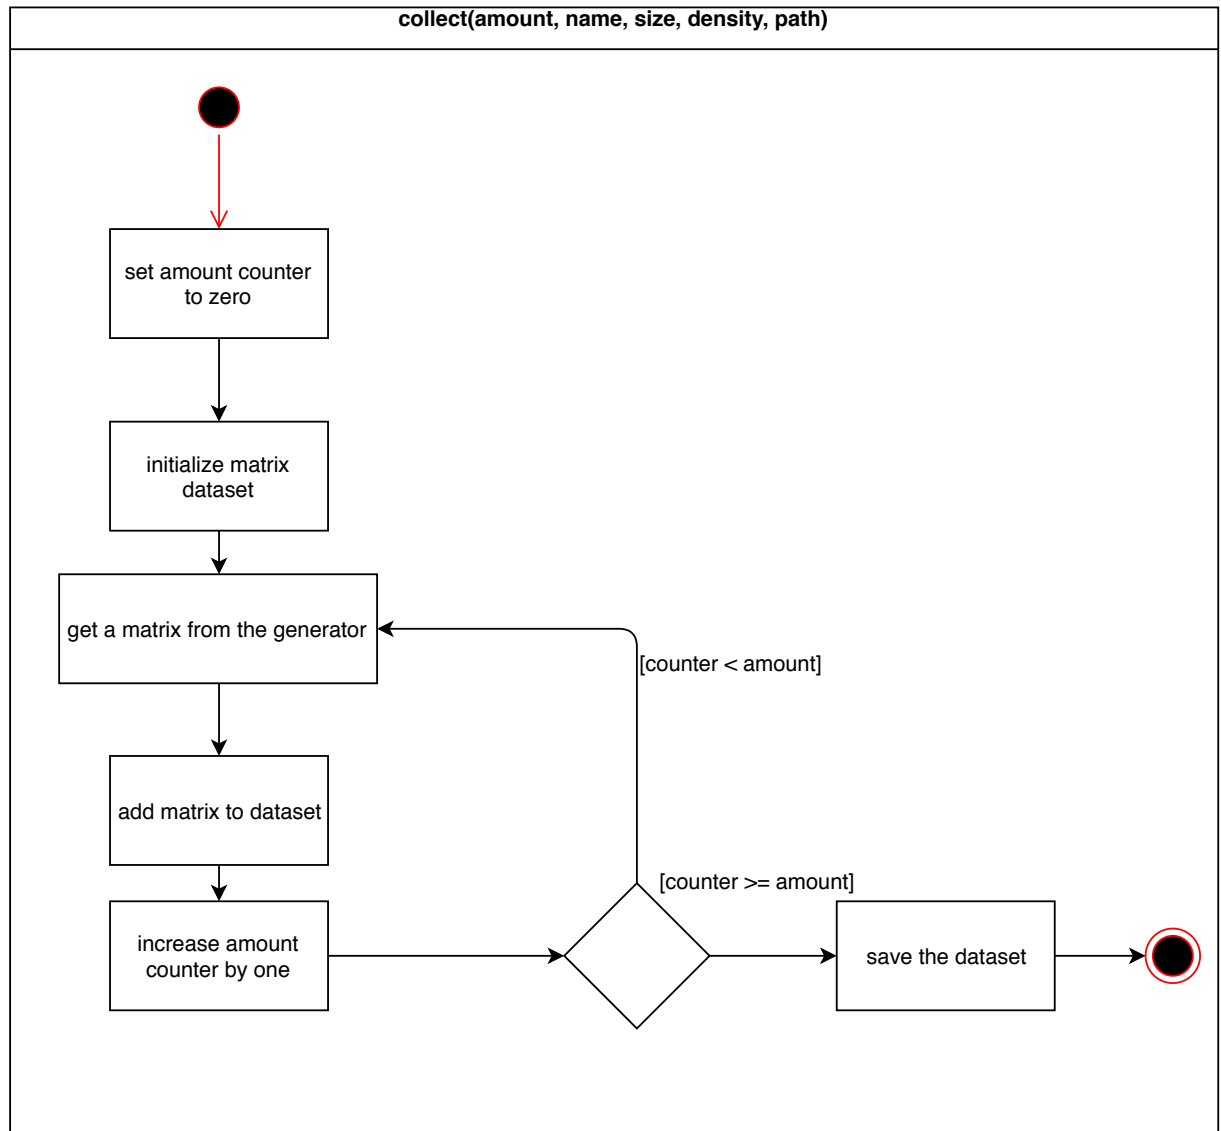 collect(amount, name, size, density, path)
set amount counter
to zero
initialize matrix
dataset
get a matrix from the generator
[counter < amount]
add matrix to dataset
[counter >= amount]
increase amount
counter by one
save the dataset